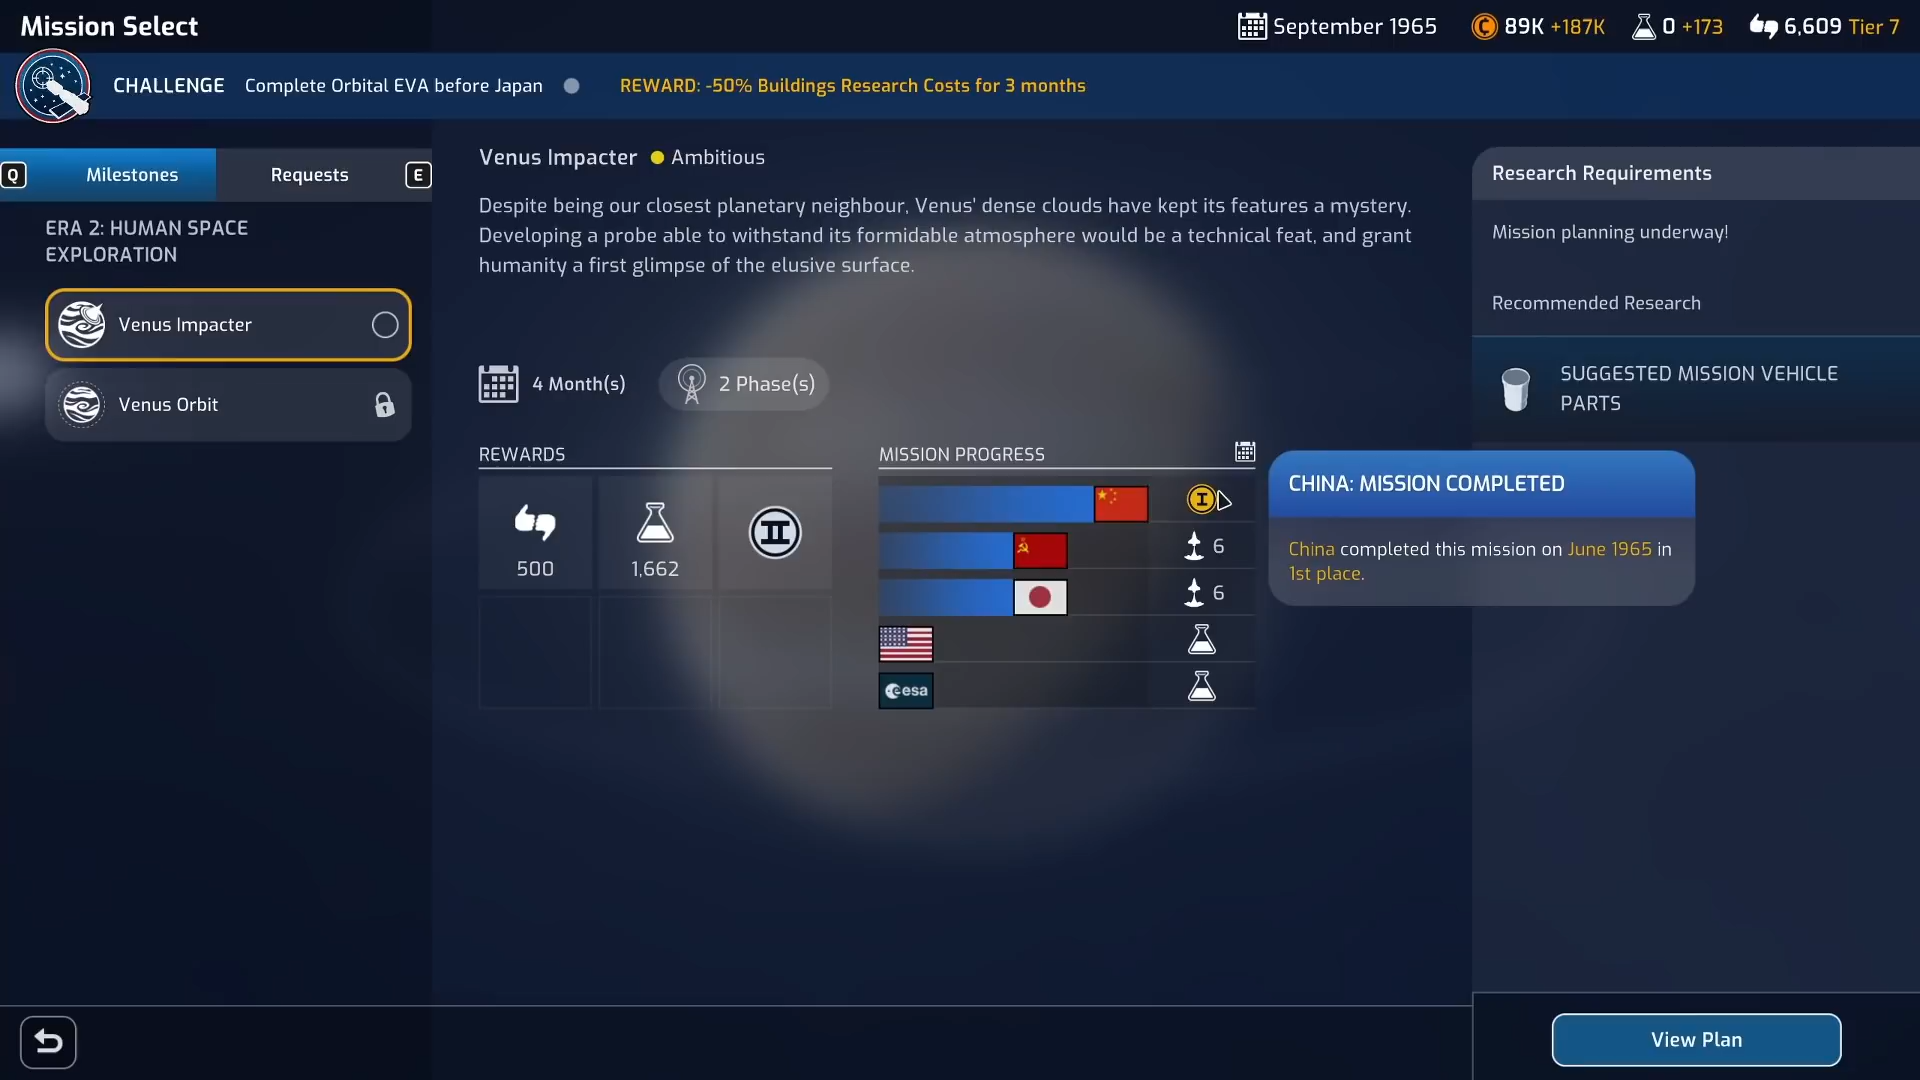 Mission Select
September 1965
89K +187K
0 +173
6,609 Tier 7
CHALLENGE
Complete Orbital EVA before Japan
REWARD: -50% Buildings Research Costs for 3 months
Q
Milestones
Requests
E
ERA 2: HUMAN SPACE
EXPLORATION
Venus Impacter
Venus Orbit
Venus Impacter
Ambitious
Despite being our closest planetary neighbour, Venus' dense clouds have kept its features a mystery.
Developing a probe able to withstand its formidable atmosphere would be a technical feat, and grant
humanity a first glimpse of the elusive surface.
4 Month(s)
2 Phase(s)
REWARDS
500
1,662
II
MISSION PROGRESS
I
6
6
esa
CHINA: MISSION COMPLETED
China completed this mission on June 1965 in
1st place.
Research Requirements
Mission planning underway!
Recommended Research
SUGGESTED MISSION VEHICLE
PARTS
View Plan